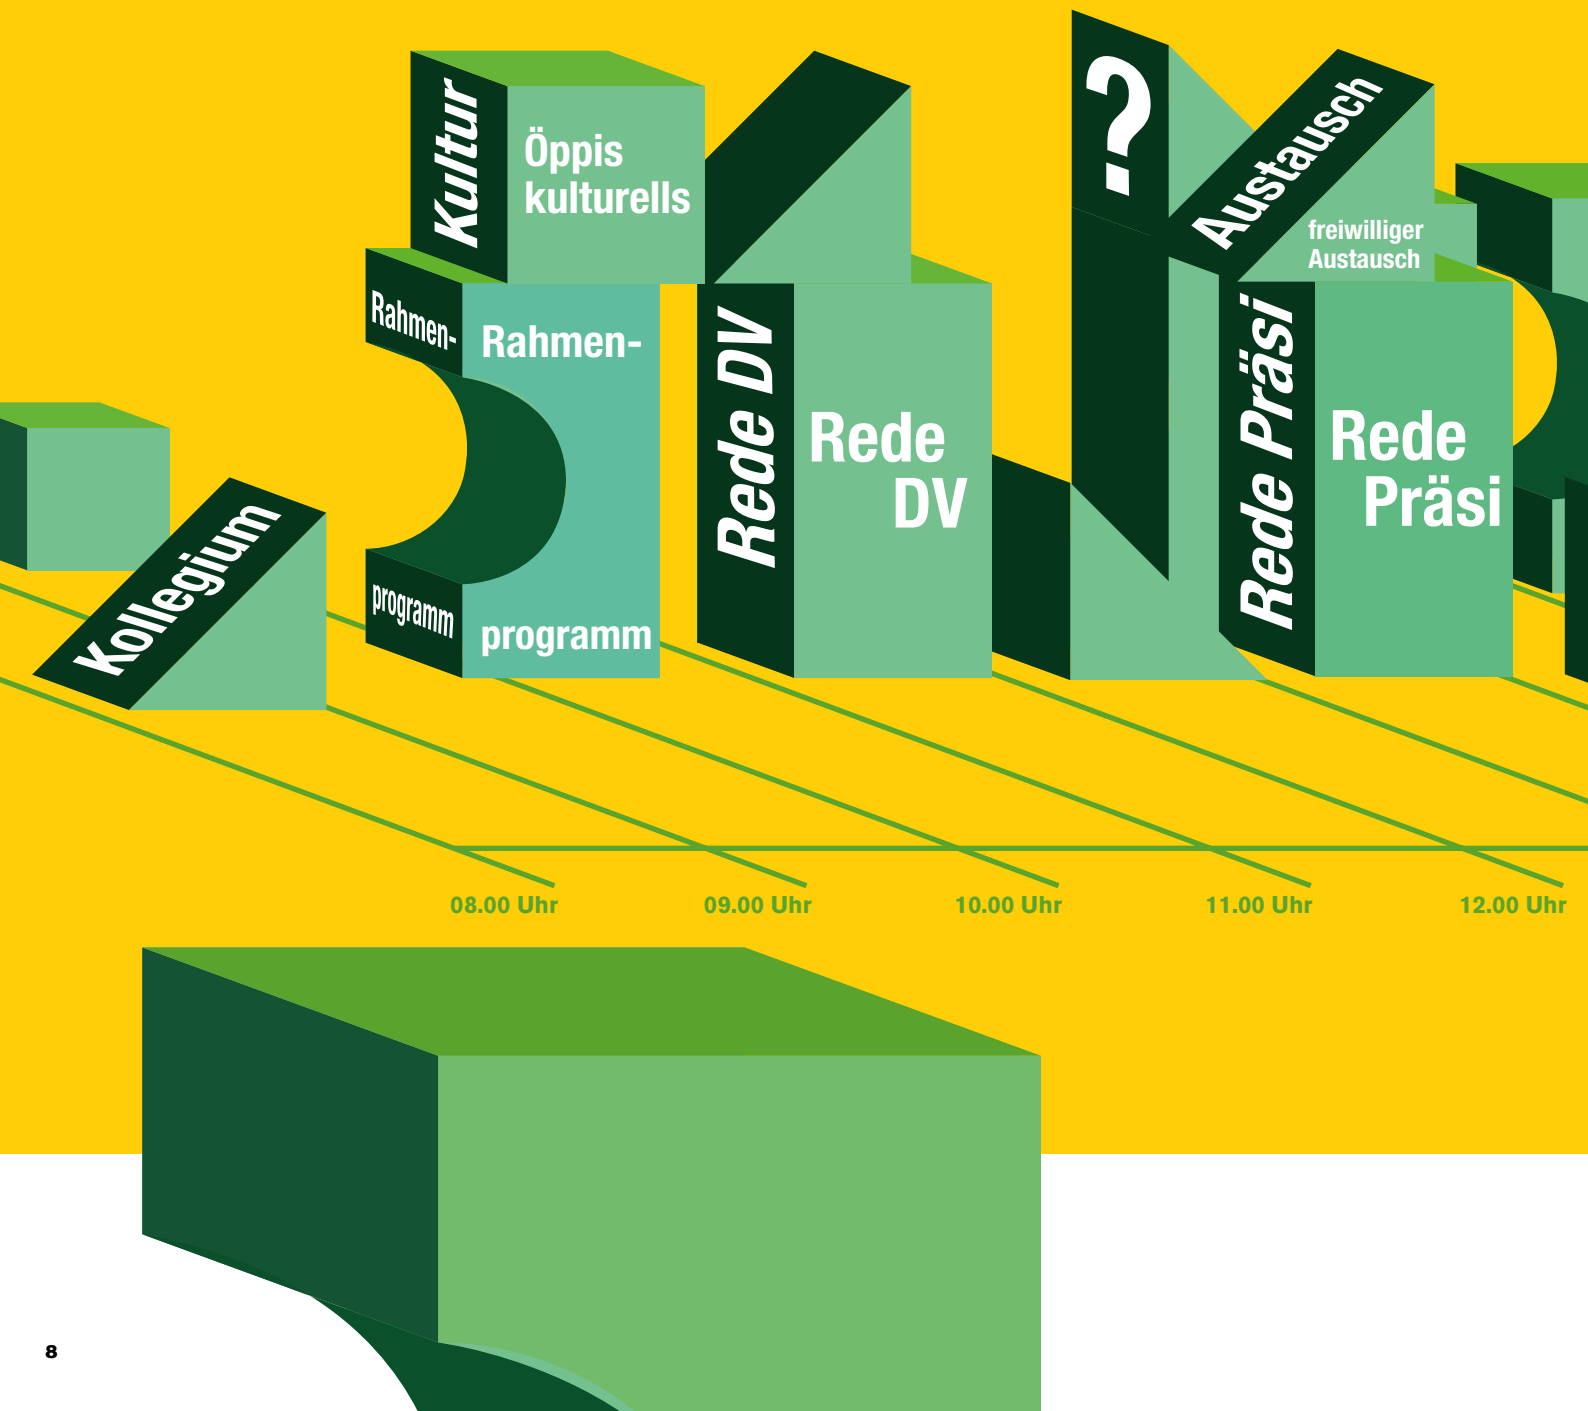 Kultur
Öppis
kulturells
?
Austausch
freiwilliger
Austausch
Rahmen-
Rahmen-
programm
programm
Rede DV
Rede
DV
Rede Präsi
Rede
Präsi
Kollegium
08.00 Uhr
09.00 Uhr
10.00 Uhr
11.00 Uhr
12.00 Uhr
8